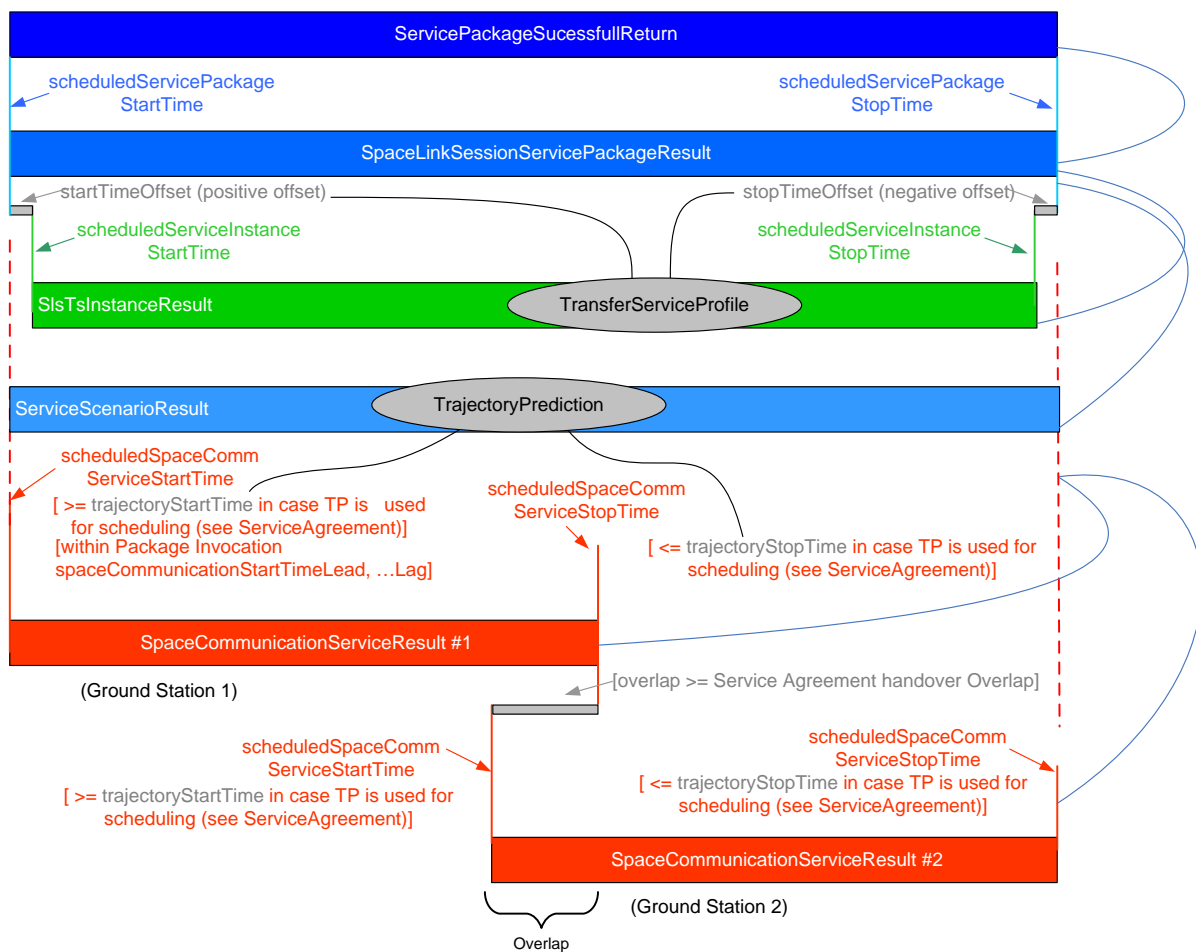 ServicePackageSucessfullReturn
scheduledServicePackage
StartTime
scheduledServicePackage
StopTime
SpaceLinkSessionServicePackageResult
startTimeOffset (positive offset)
stopTimeOffset (negative offset)
scheduledServiceInstance
StartTime
scheduledServiceInstance
StopTime
SlsTsInstanceResult
TransferServiceProfile
ServiceScenarioResult
TrajectoryPrediction
scheduledSpaceComm
ServiceStartTime
[ >= trajectoryStartTime in case TP is used
for scheduling (see ServiceAgreement)]
[within Package Invocation
spaceCommunicationStartTimeLead, …Lag]
scheduledSpaceComm
ServiceStopTime
[ <= trajectoryStopTime in case TP is used for
scheduling (see ServiceAgreement)]
SpaceCommunicationServiceResult #1
(Ground Station 1)
[overlap >= Service Agreement handover Overlap]
scheduledSpaceComm
ServiceStartTime
[ >= trajectoryStartTime in case TP is used for
scheduling (see ServiceAgreement)]
scheduledSpaceComm
ServiceStopTime
[ <= trajectoryStopTime in case TP is used for
scheduling (see ServiceAgreement)]
SpaceCommunicationServiceResult #2
(Ground Station 2)
Overlap